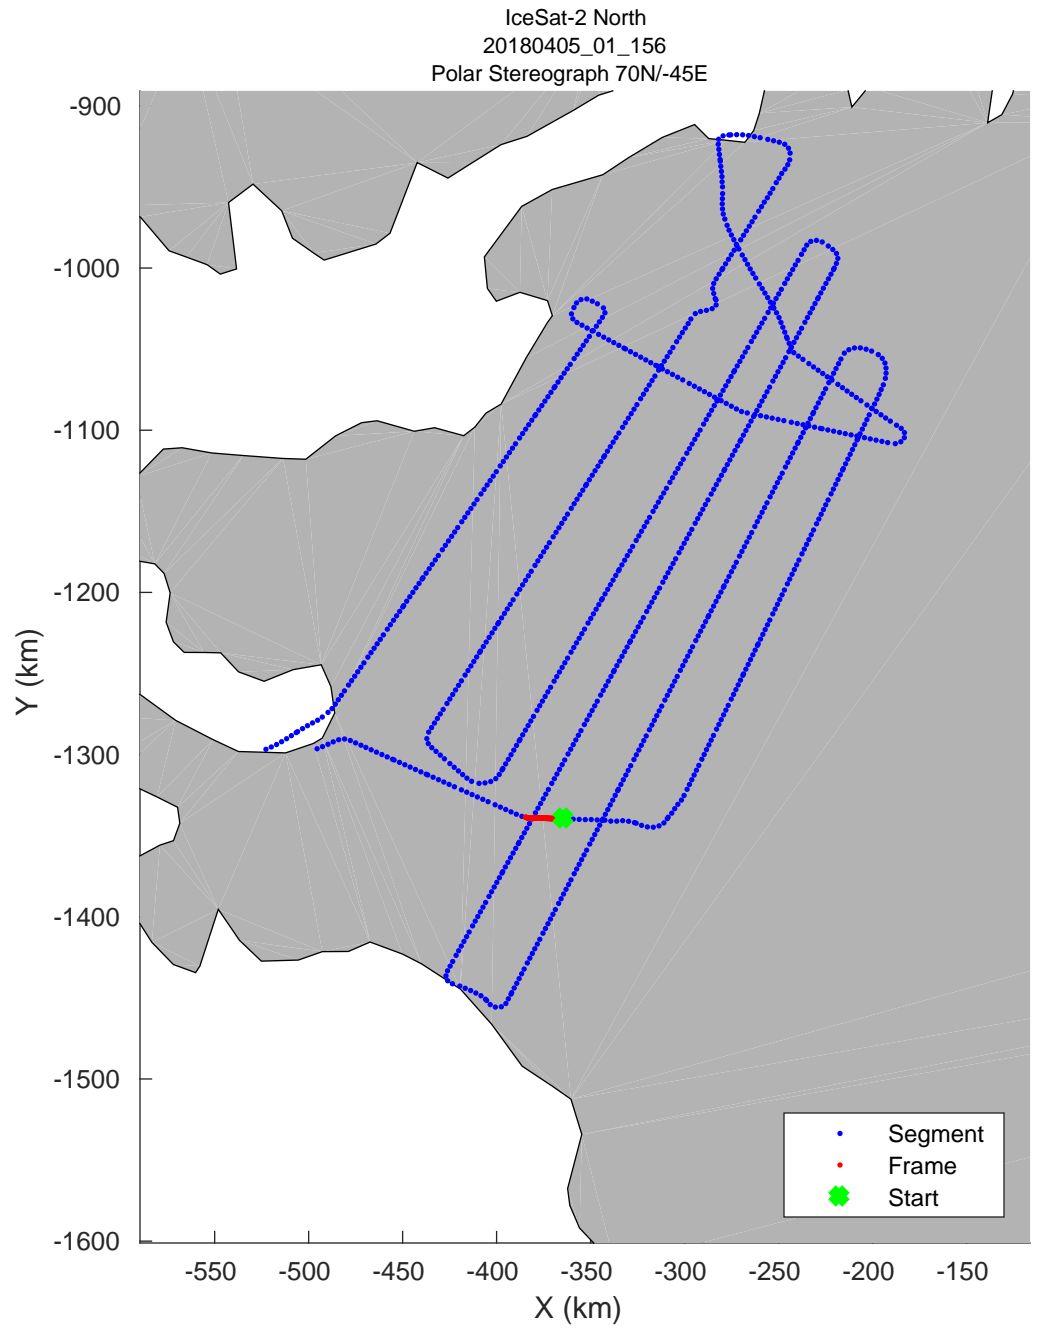 IceSat-2 North
20180405_01_156
Polar Stereograph 70N/-45E
-900
-1000
-1100
-1200
-1300
-1400
-1500
-1600
Y (km)
-550 -500 -450 -400 -350 -300 -250 -200 -150
X (km)
Segment
Frame
Start